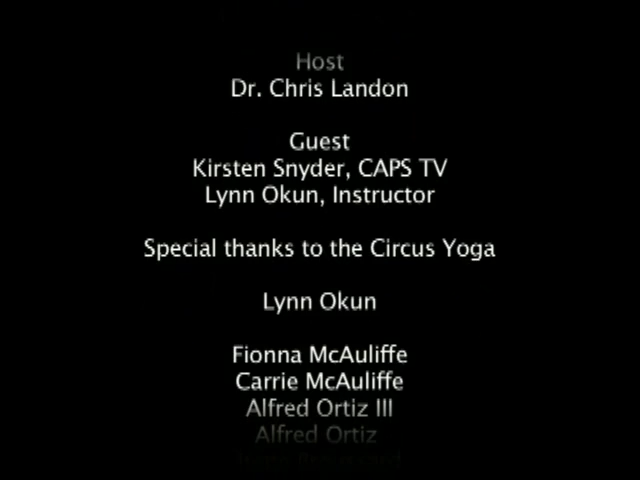 Host
Dr. Chris Landon
Guest
Kirsten Snyder, CAPS TV
Lynn Okun, Instructor
Special thanks to the Circus Yoga
Lynn Okun
Fionna McAuliffe
Carrie McAuliffe
Alfred Ortiz III
Alfred Ortiz